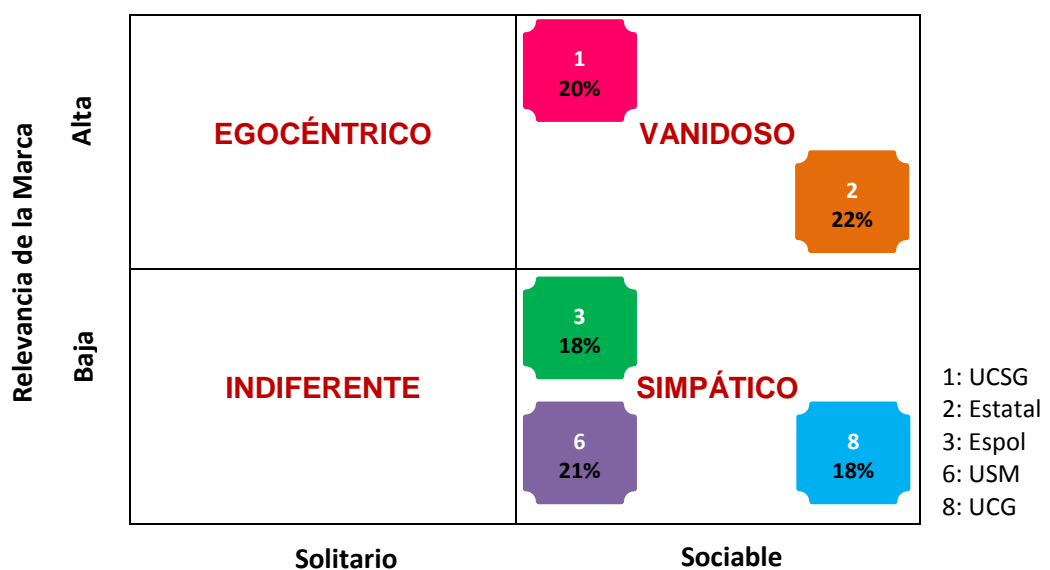 Relevancia de la Marca
Alta
Baja
EGOCÉNTRICO
1
20%
VANIDOSO
2
22%
INDIFERENTE
3
18%
SIMPÁTICO
6
21%
8
18%
1: UCSG
2: Estatal
3: Espol
6: USM
8: UCG
Solitario
Sociable